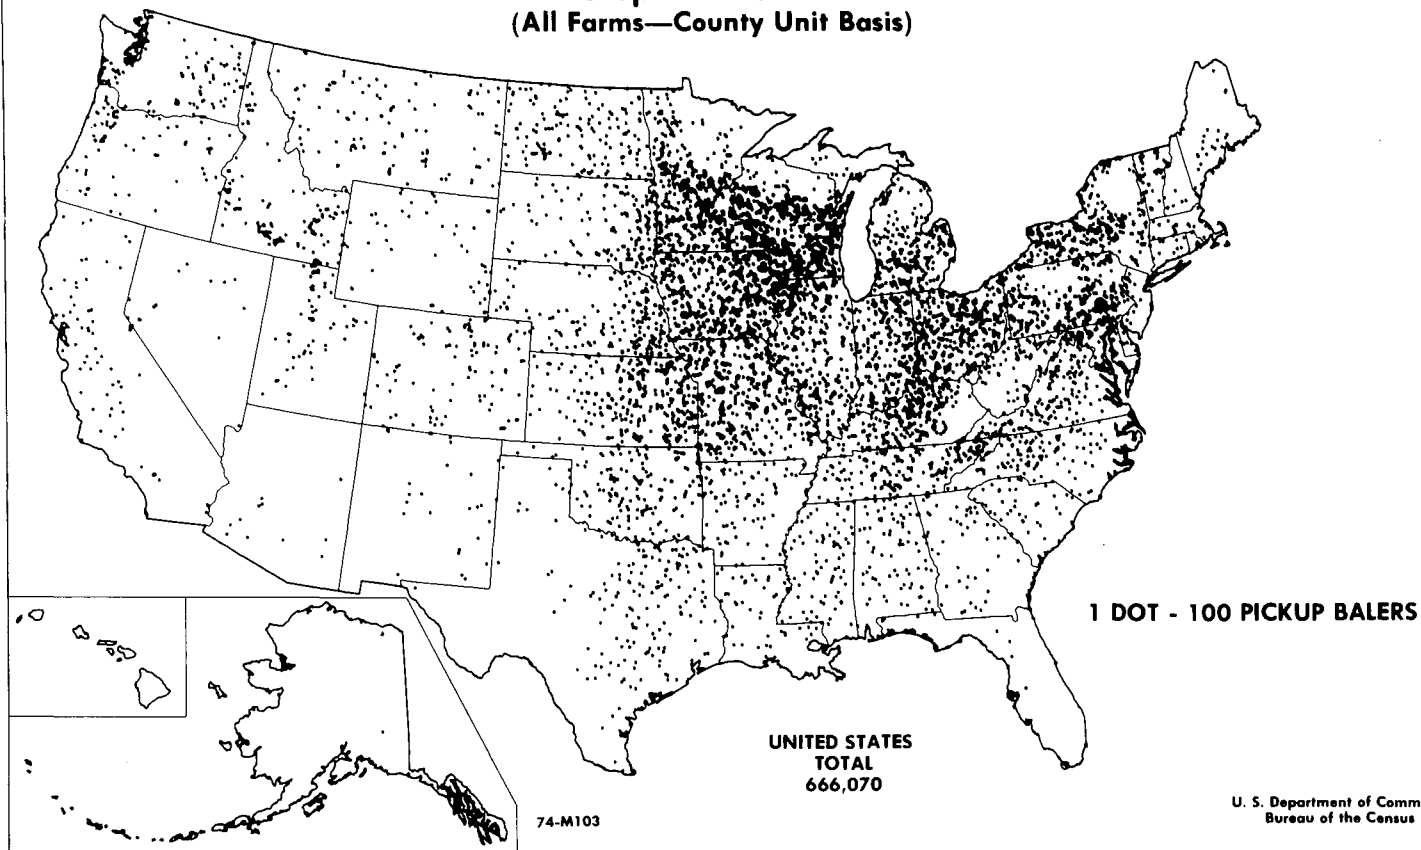 (All Farms—County Unit Basis)
1 DOT - 100 PICKUP BALERS
UNITED STATES
TOTAL
666,070
74-M103
U. S. Department of Comm
Bureau of the Census